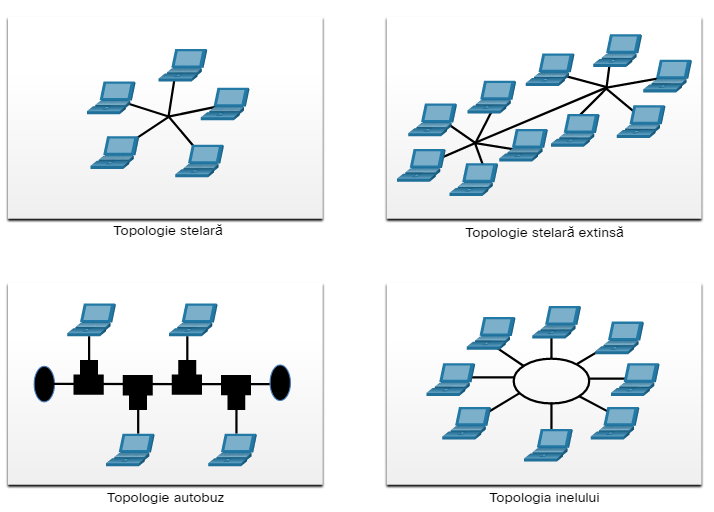 Topologie stelară
Topologie stelară extinsă
Topologie autobuz
Topologia inelului